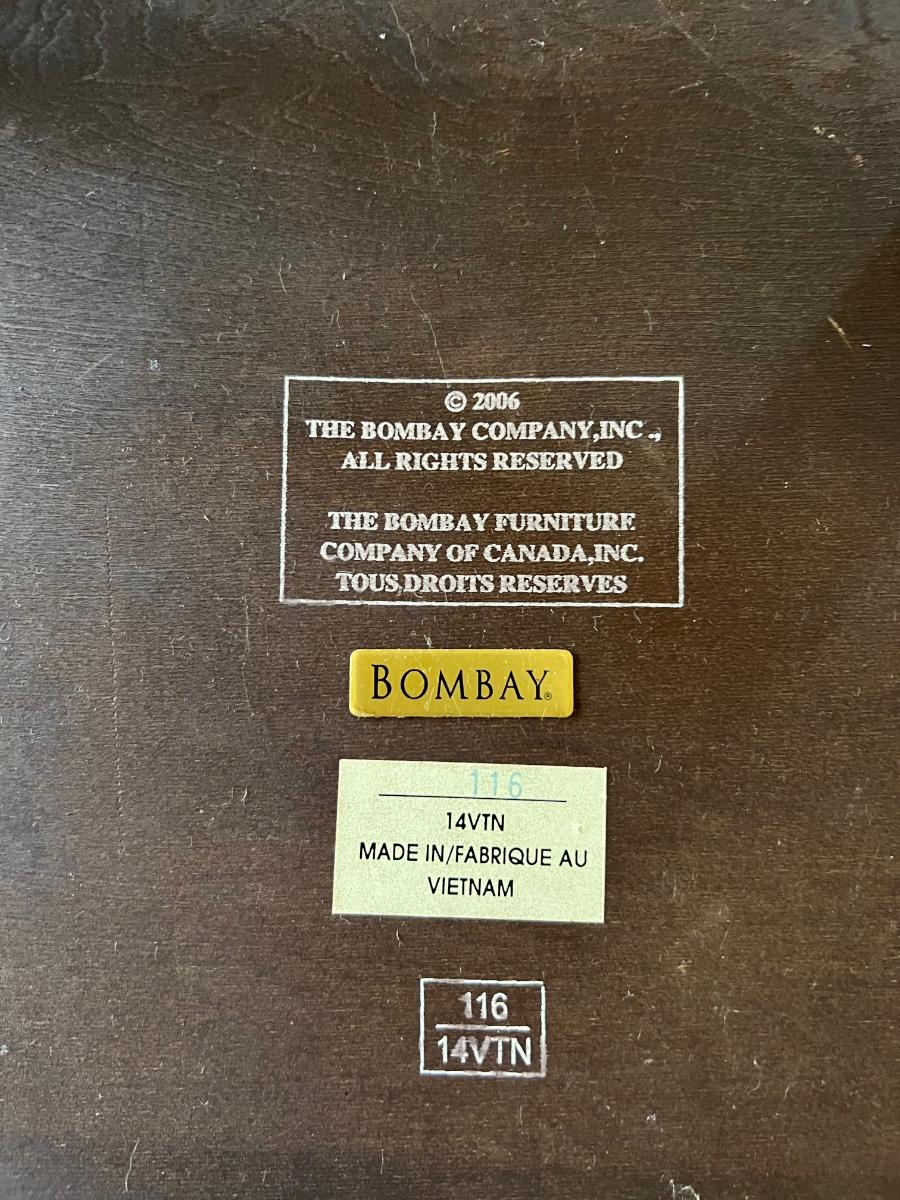 © 2006
THE BOMBAY COMPANY,INC .,
ALL RIGHTS RESERVED
THE BOMBAY FURNITURE
COMPANY OF CANADA,INC.
TOUS,DROITS RESERVES
BOMBAY®
116
14VTN
MADE IN/FABRIQUE AU
VIETNAM
116
14VTN